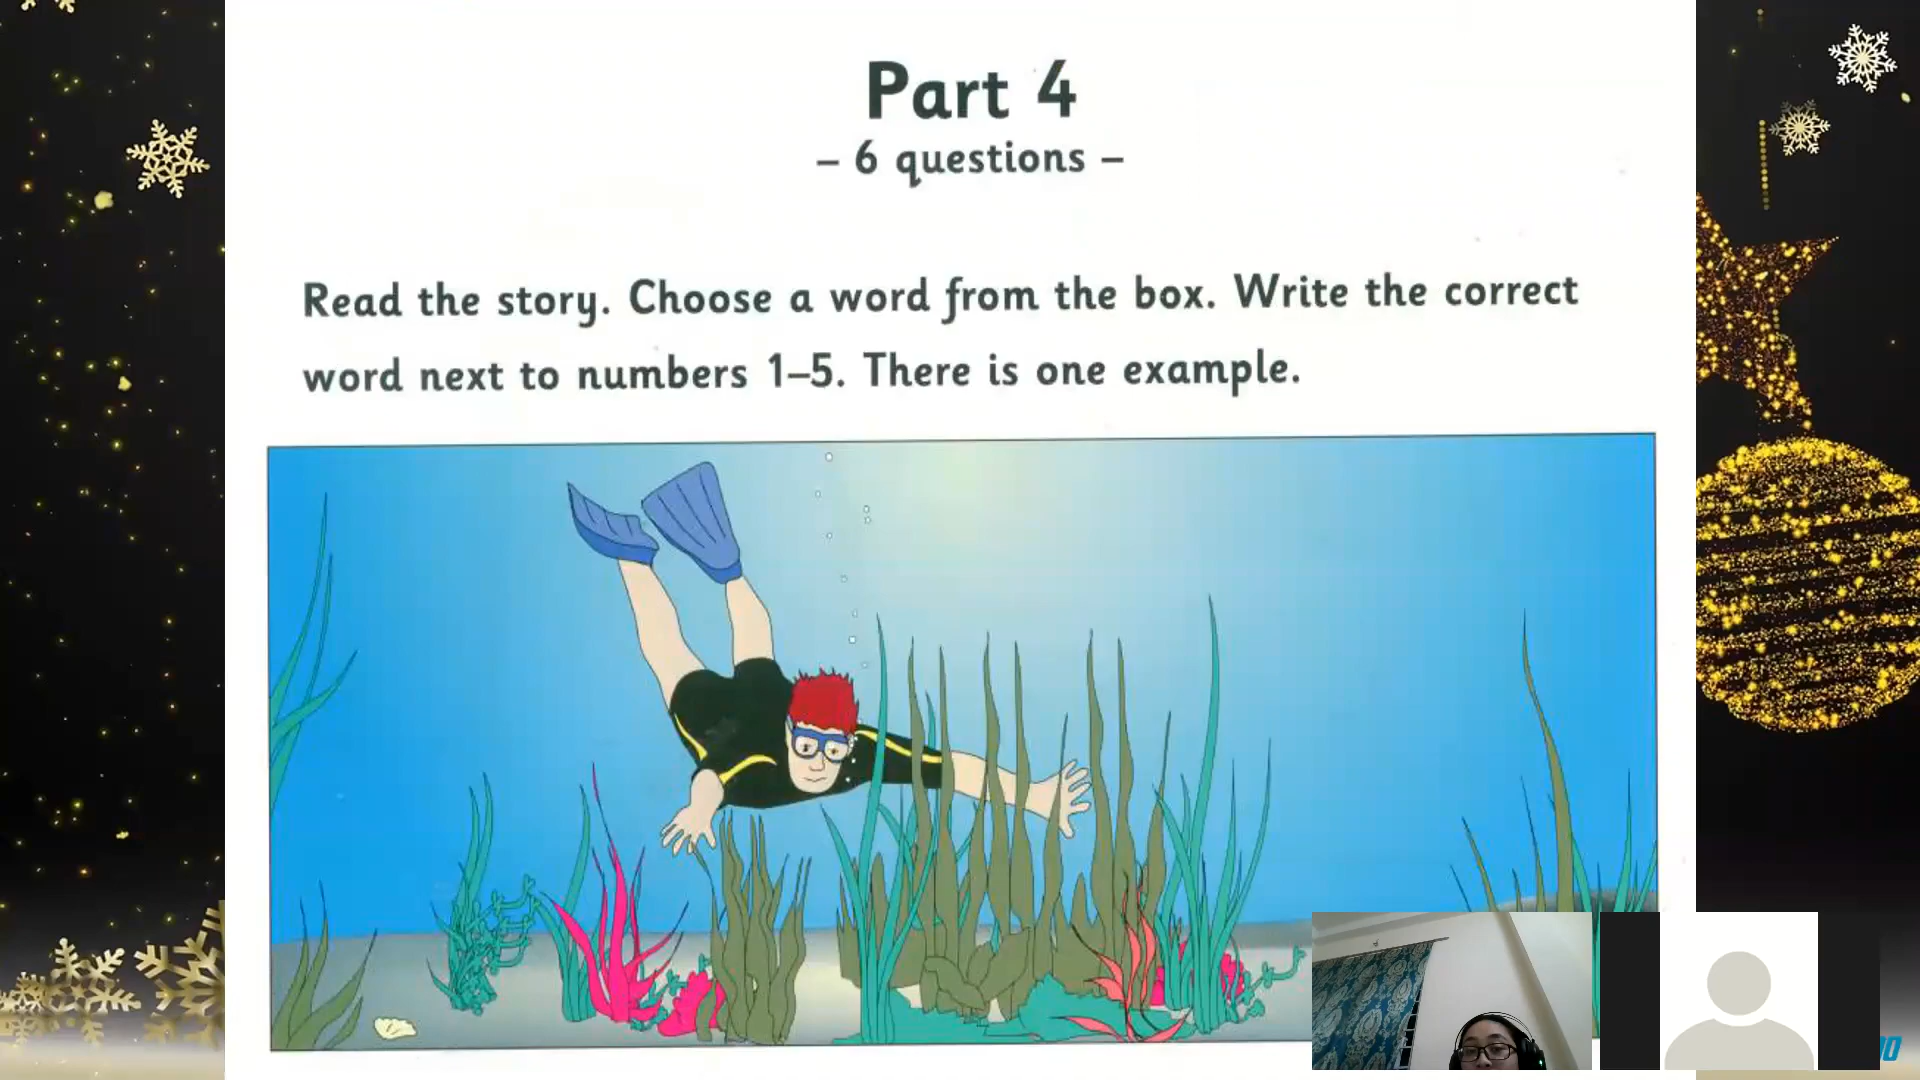 Part 4
– 6 questions –
Read the story. Choose a word from the box. Write the correct
word next to numbers 1–5. There is one example.